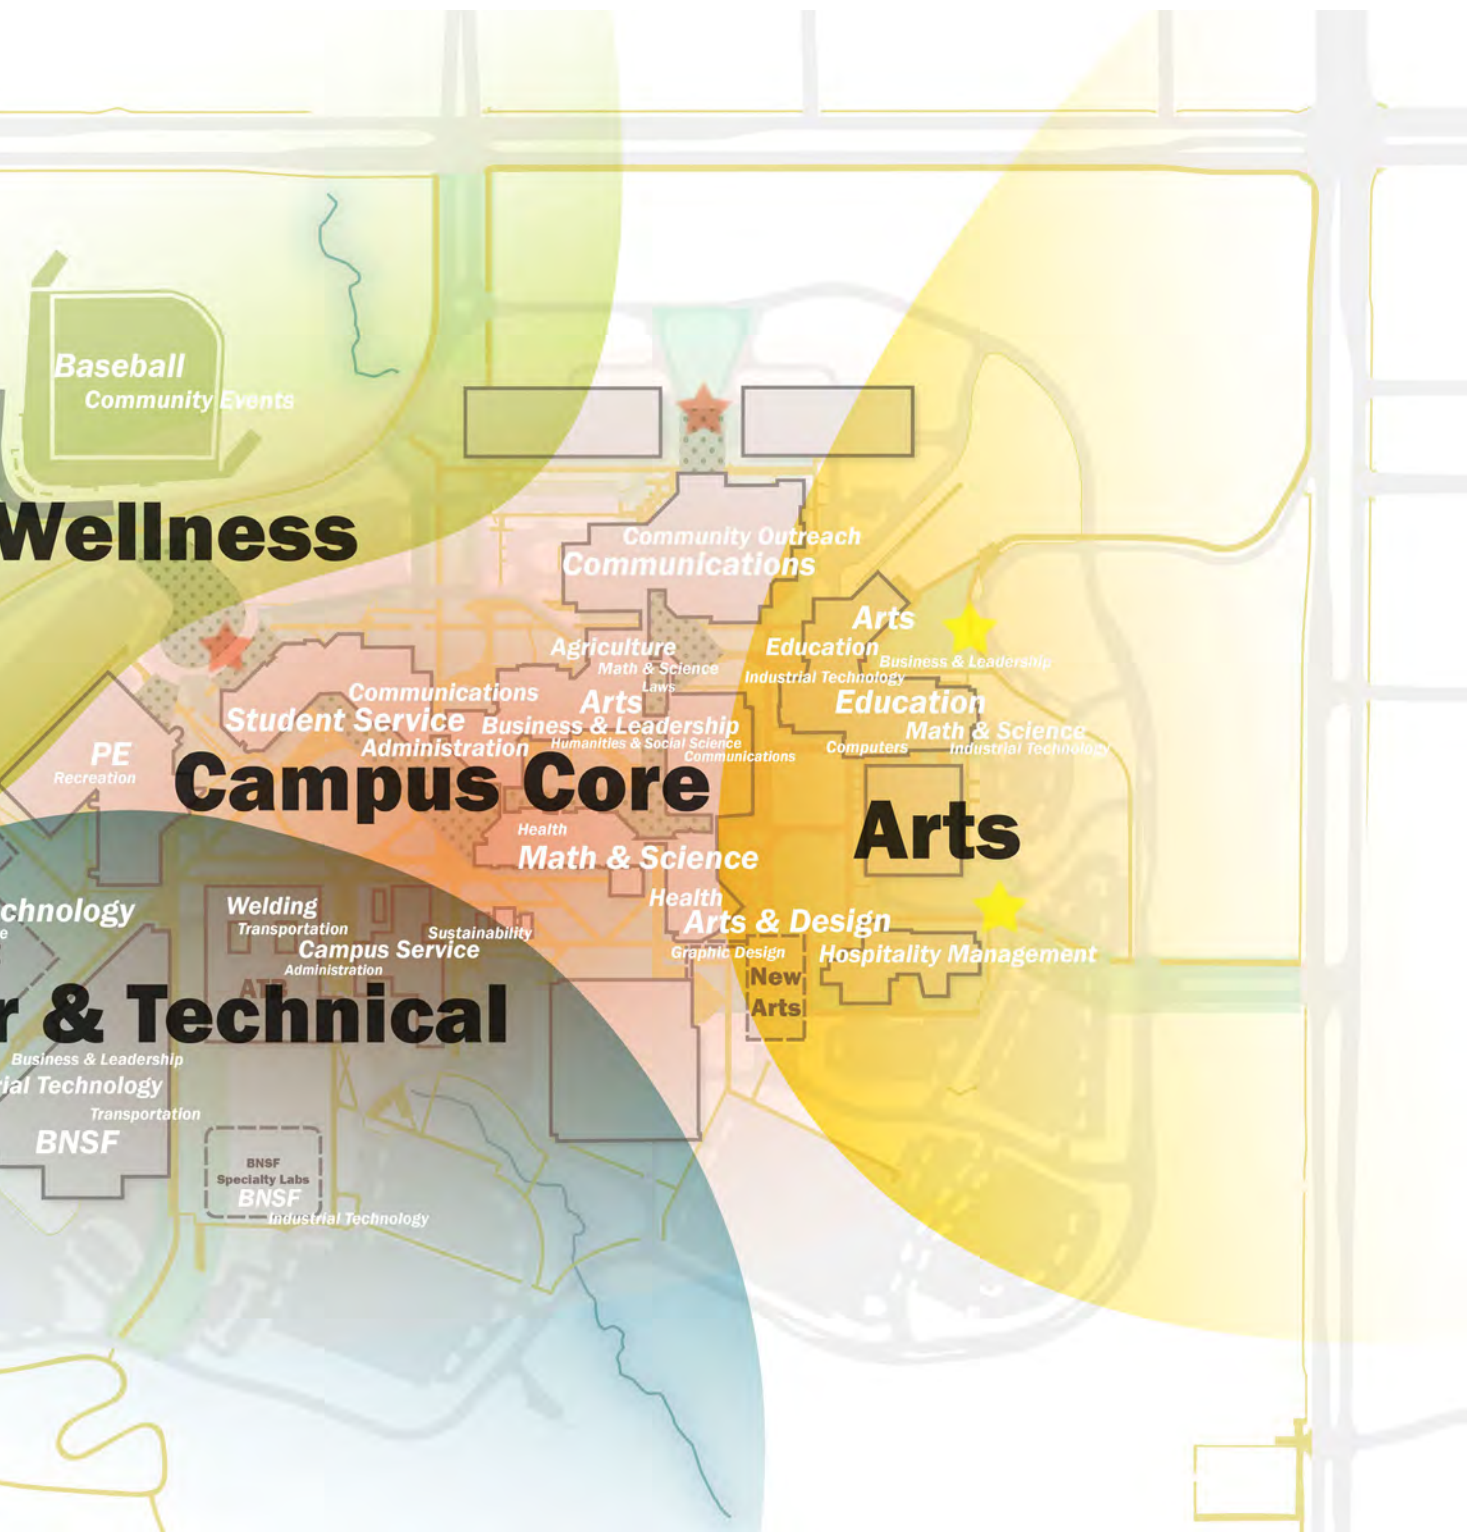 Baseball
Community Events
Wellness
Community Outreach
Communications
Arts
Agriculture
Education
Math & Science
Business & Leadership
Laws
Industrial Technology
Communications
Arts
Education
Student Service
Business & Leadership
Math & Science
Administration
Humanities & Social Science
Computers
Industrial Technology
Communications
PE
Recreation
Campus Core
Arts
Health
Math & Science
Health
chnology
Welding
Arts & Design
Transportation
Sustainability
e
Campus Service
Graphic Design
Hospitality Management
Administration
New
Arts
ATB
r & Technical
Business & Leadership
ial Technology
Transportation
BNSF
BNSF
Specialty Labs
BNSF
Industrial Technology